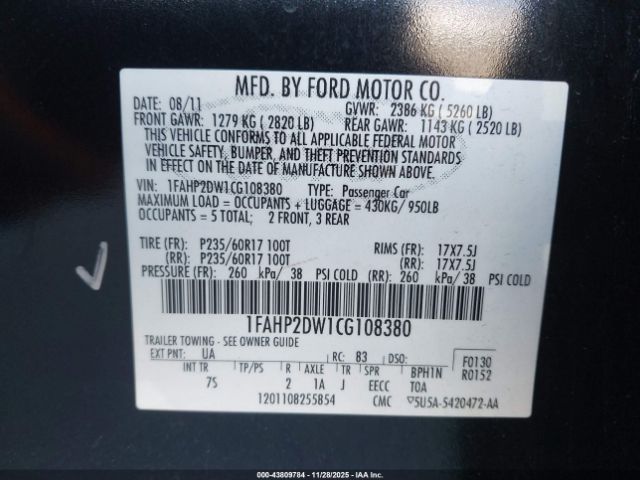 MFD. BY FORD MOTOR CO.
DATE: 08/11 GVWR: 2386 KG ( 5260 LB)
FRONT GAWR: 1279 KG ( 2820 LB) REAR GAWR: 1143 KG ( 2520 LB)
THIS VEHICLE CONFORMS TO ALL APPLICABLE FEDERAL MOTOR
VEHICLE SAFETY, BUMPER, AND THEFT PREVENTION STANDARDS
IN EFFECT ON THE DATE OF MANUFACTURE SHOWN ABOVE.
VIN: 1FAHP2DW1CG108380 TYPE: Passenger Car
MAXIMUM LOAD = OCCUPANTS + LUGGAGE = 430KG/ 950LB
OCCUPANTS = 5 TOTAL; 2 FRONT, 3 REAR
TIRE (FR): P235/60R17 100T RIMS (FR): 17X7.5J
(RR): P235/60R17 100T (RR): 17X7.5J
PRESSURE (FR): 260 kPa/ 38 PSI COLD (RR): 260 kPa/ 38 PSI COLD
1FAHP2DW1CG108380
TRAILER TOWING - SEE OWNER GUIDE
EXT PNT: UA RC: 83 DSO: F0130
INT TR TP/PS R AXLE TR SPR BPH1N R0152
7S 2 1A J EECC TOA
1201108255854 CMC 5U5A-5420472-AA
000-43809784 | 11/28/2025 | IAA Inc.